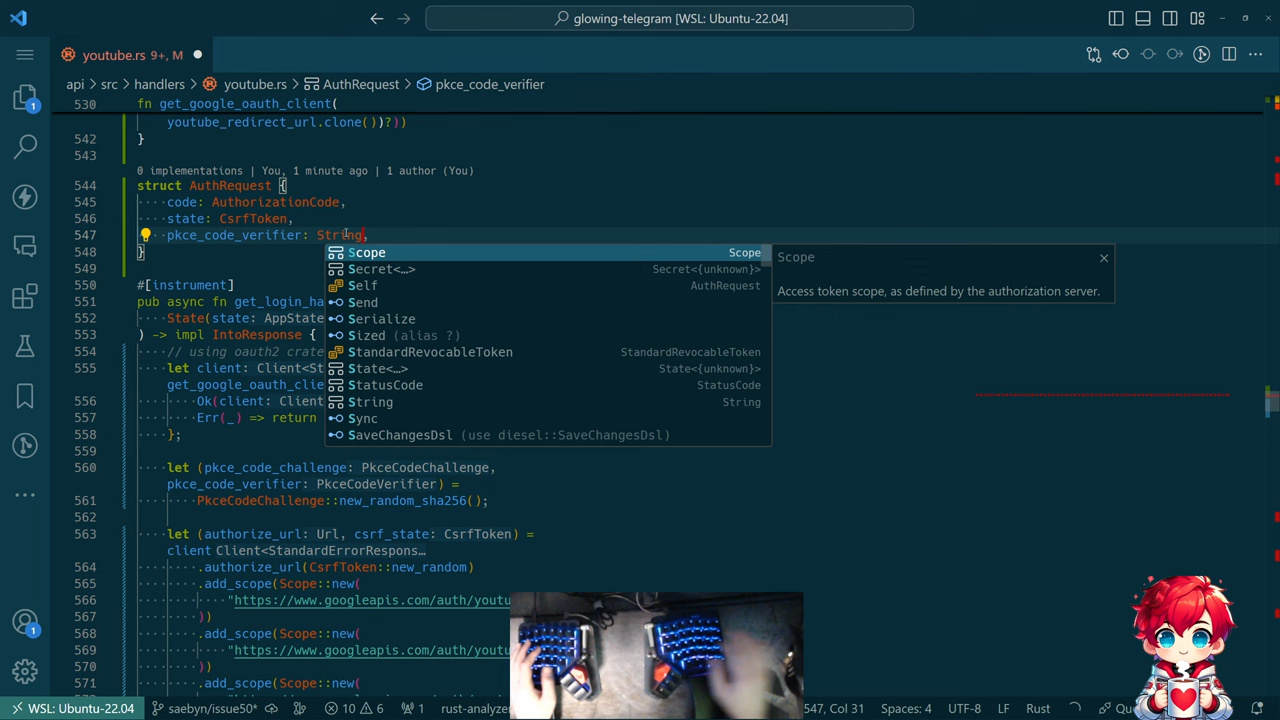 glowing-telegram [WSL: Ubuntu-22.04]
youtube.rs 9+, M
api > src > handlers > youtube.rs > AuthRequest > pkce_code_verifier
530 fn get_google_oauth_client(
youtube_redirect_url.clone())?))
542 }
543
0 implementations | You, 1 minute ago | 1 author (You)
544 struct AuthRequest {
545 code: AuthorizationCode,
546 state: CsrfToken,
547 pkce_code_verifier: String,
548 }
549
550 #[instrument]
551 pub async fn get_login_ha
552 State(state: AppState
553 ) -> impl IntoResponse {
554 // using oauth2 crate
555 let client: Client<St
get_google_oauth_clie
556 Ok(client: Client
557 Err(_) => return
558 };
559
560 let (pkce_code_challenge: PkceCodeChallenge,
pkce_code_verifier: PkceCodeVerifier) =
561 PkceCodeChallenge::new_random_sha256();
562
563 let (authorize_url: Url, csrf_state: CsrfToken) =
client Client<StandardErrorRespons…
564 .authorize_url(CsrfToken::new_random)
565 .add_scope(Scope::new(
566 "https://www.googleapis.com/auth/youtu
567 ))
568 .add_scope(Scope::new(
569 "https://www.googleapis.com/auth/youtu
570 ))
571 .add_scope(Scope::new(
Scope Scope
Secret<…> Secret<{unknown}>
Self AuthRequest
Send
Serialize
Sized (alias ?)
StandardRevocableToken StandardRevocableToken
State<…> State<{unknown}>
StatusCode StatusCode
String String
Sync
SaveChangesDsl (use diesel::SaveChangesDsl)
Scope
Access token scope, as defined by the authorization server.
1
1
WSL: Ubuntu-22.04 saebyn/issue50* 10 6 1 rust-analyzer 547, Col 31 Spaces: 4 UTF-8 LF Rust